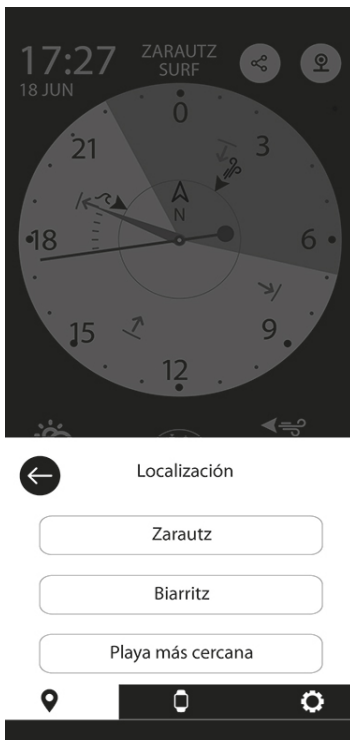 17:27
18 JUN
ZARAUTZ
SURF
0
21
3
N
18
6
15
9
12
Localización
Zarautz
Biarritz
Playa más cercana